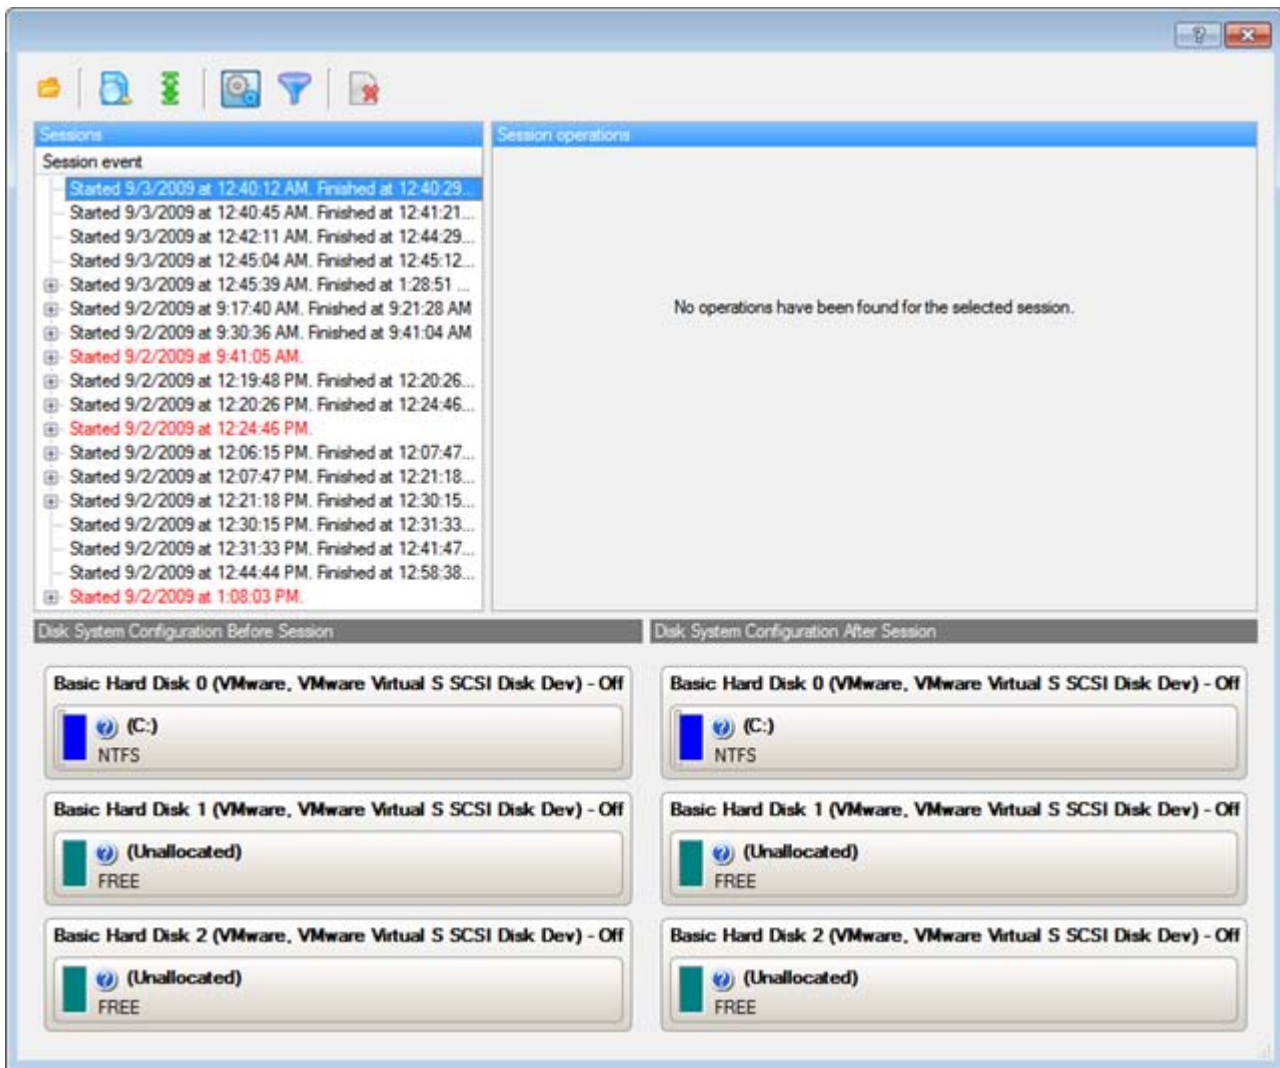 Sessions
Session operations
Session event
Started 9/3/2009 at 12:40:12 AM. Finished at 12:40:29...
Started 9/3/2009 at 12:40:45 AM. Finished at 12:41:21...
Started 9/3/2009 at 12:42:11 AM. Finished at 12:44:29...
Started 9/3/2009 at 12:45:04 AM. Finished at 12:45:12...
Started 9/3/2009 at 12:45:39 AM. Finished at 1:28:51 ...
Started 9/2/2009 at 9:17:40 AM. Finished at 9:21:28 AM
Started 9/2/2009 at 9:30:36 AM. Finished at 9:41:04 AM
Started 9/2/2009 at 9:41:05 AM.
Started 9/2/2009 at 12:19:48 PM. Finished at 12:20:26...
Started 9/2/2009 at 12:20:26 PM. Finished at 12:24:46...
Started 9/2/2009 at 12:24:46 PM.
Started 9/2/2009 at 12:06:15 PM. Finished at 12:07:47...
Started 9/2/2009 at 12:07:47 PM. Finished at 12:21:18...
Started 9/2/2009 at 12:21:18 PM. Finished at 12:30:15...
Started 9/2/2009 at 12:30:15 PM. Finished at 12:31:33...
Started 9/2/2009 at 12:31:33 PM. Finished at 12:41:47...
Started 9/2/2009 at 12:44:44 PM. Finished at 12:58:38...
Started 9/2/2009 at 1:08:03 PM.
No operations have been found for the selected session.
Disk System Configuration Before Session
Basic Hard Disk 0 (VMware, VMware Virtual S SCSI Disk Dev) - Off
(C:)
NTFS
Basic Hard Disk 1 (VMware, VMware Virtual S SCSI Disk Dev) - Off
(Unallocated)
FREE
Basic Hard Disk 2 (VMware, VMware Virtual S SCSI Disk Dev) - Off
(Unallocated)
FREE
Disk System Configuration After Session
Basic Hard Disk 0 (VMware, VMware Virtual S SCSI Disk Dev) - Off
(C:)
NTFS
Basic Hard Disk 1 (VMware, VMware Virtual S SCSI Disk Dev) - Off
(Unallocated)
FREE
Basic Hard Disk 2 (VMware, VMware Virtual S SCSI Disk Dev) - Off
(Unallocated)
FREE